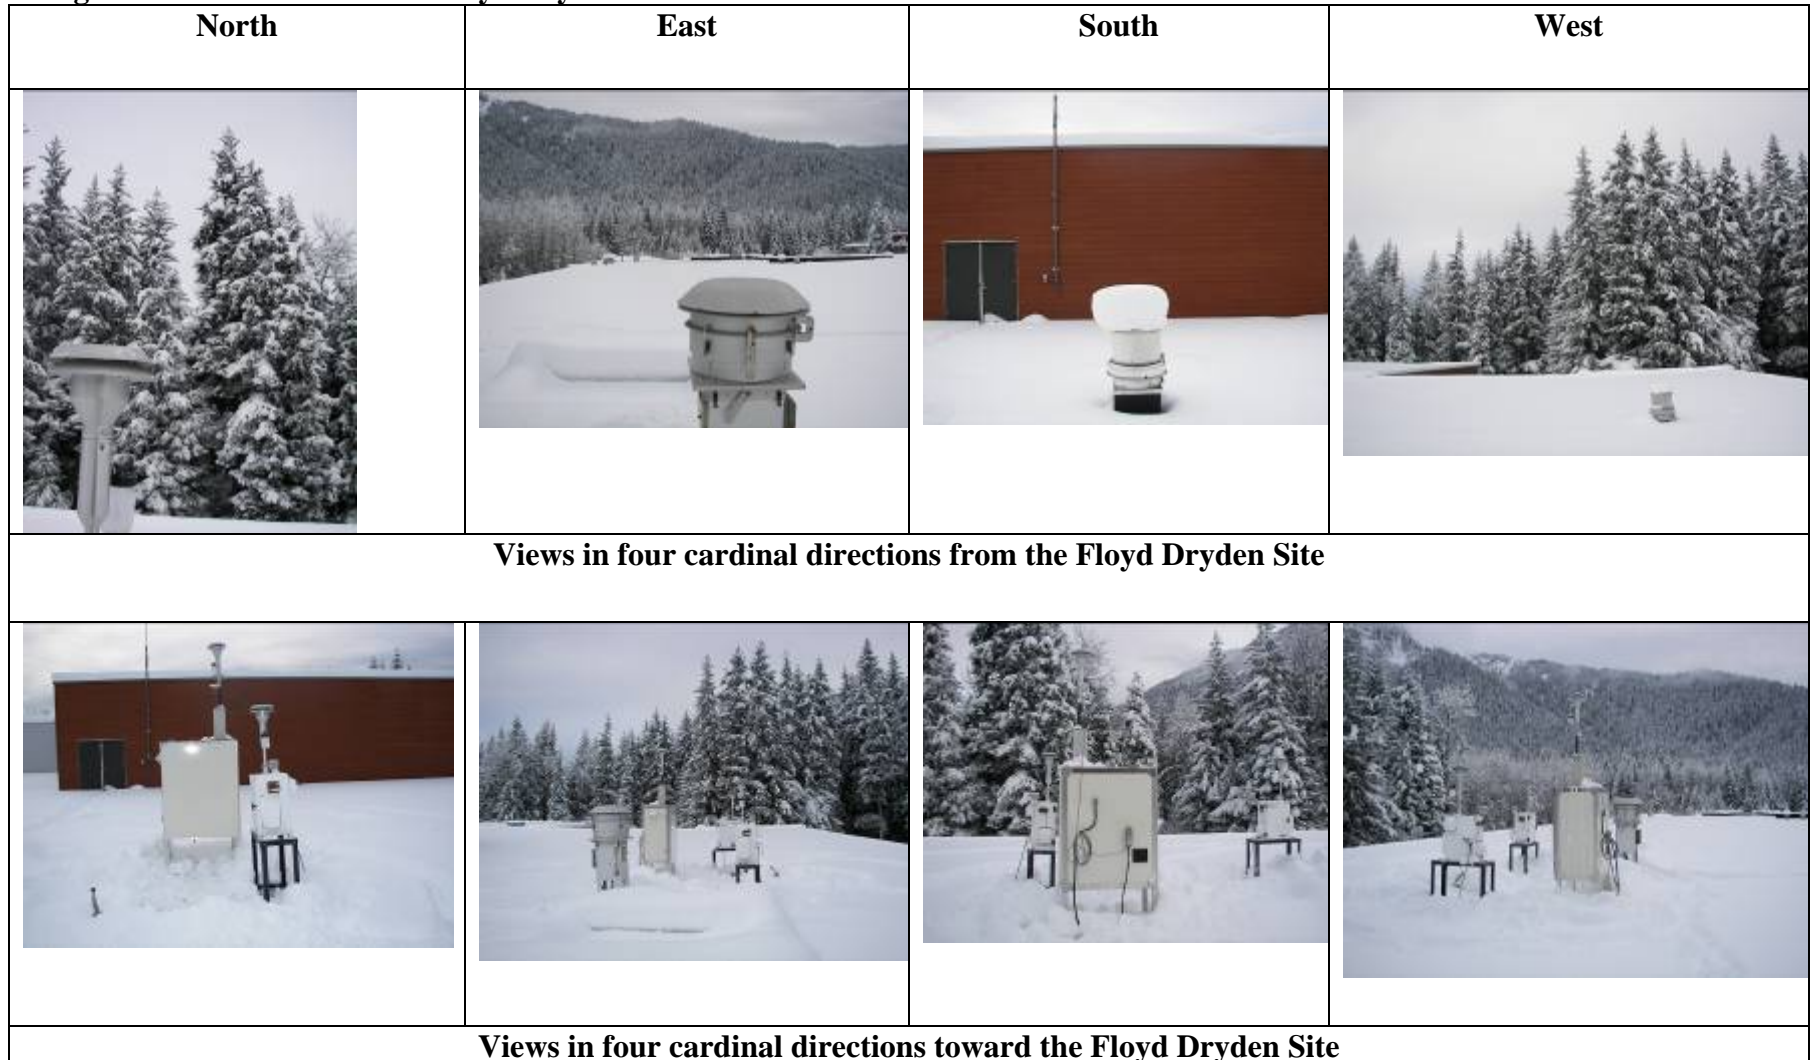 North East South West
Views in four cardinal directions from the Floyd Dryden Site
Views in four cardinal directions toward the Floyd Dryden Site